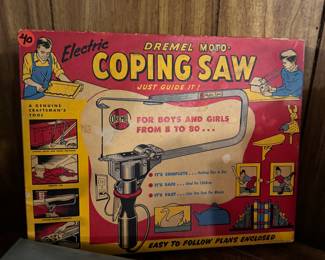 40
Electric
DREMEL MOTO-
COPING SAW
JUST GUIDE IT!
A GENUINE
CRAFTSMAN'S
TOOL
FOR BOYS AND GIRLS
FROM 8 TO 80...
IT'S COMPLETE...
IT'S SAFE...
IT'S FAST...
EASY TO FOLLOW PLANS ENCLOSED